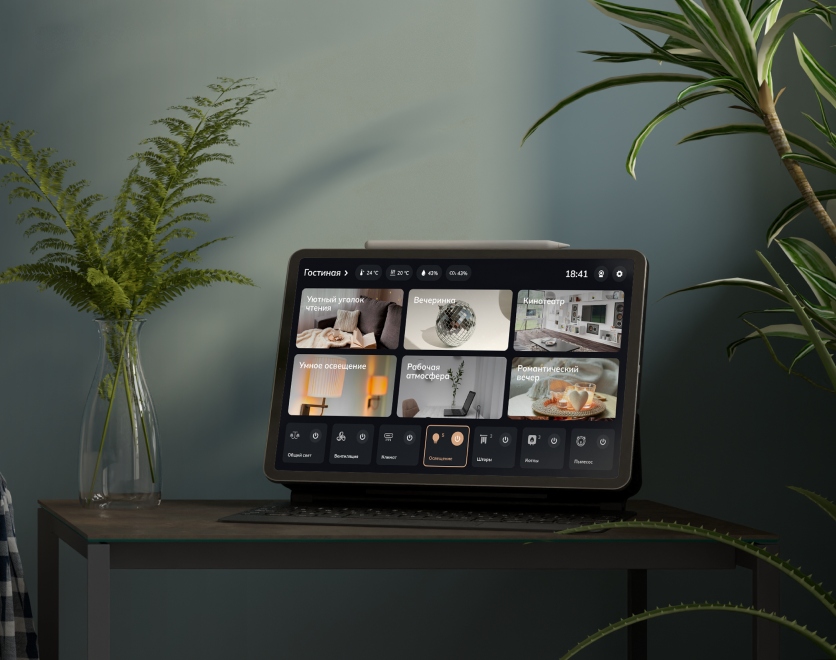 Гостиная
24 °C
20 °C
43%
CO₂ 43%
18:41
Уютный уголок
чтения
Вечеринка
Кинотеатр
Умное освещение
Рабочая
атмосфера
Романтический
вечер
Общий свет
Вентиляция
Климат
Освещение
Шторы
Пылесос